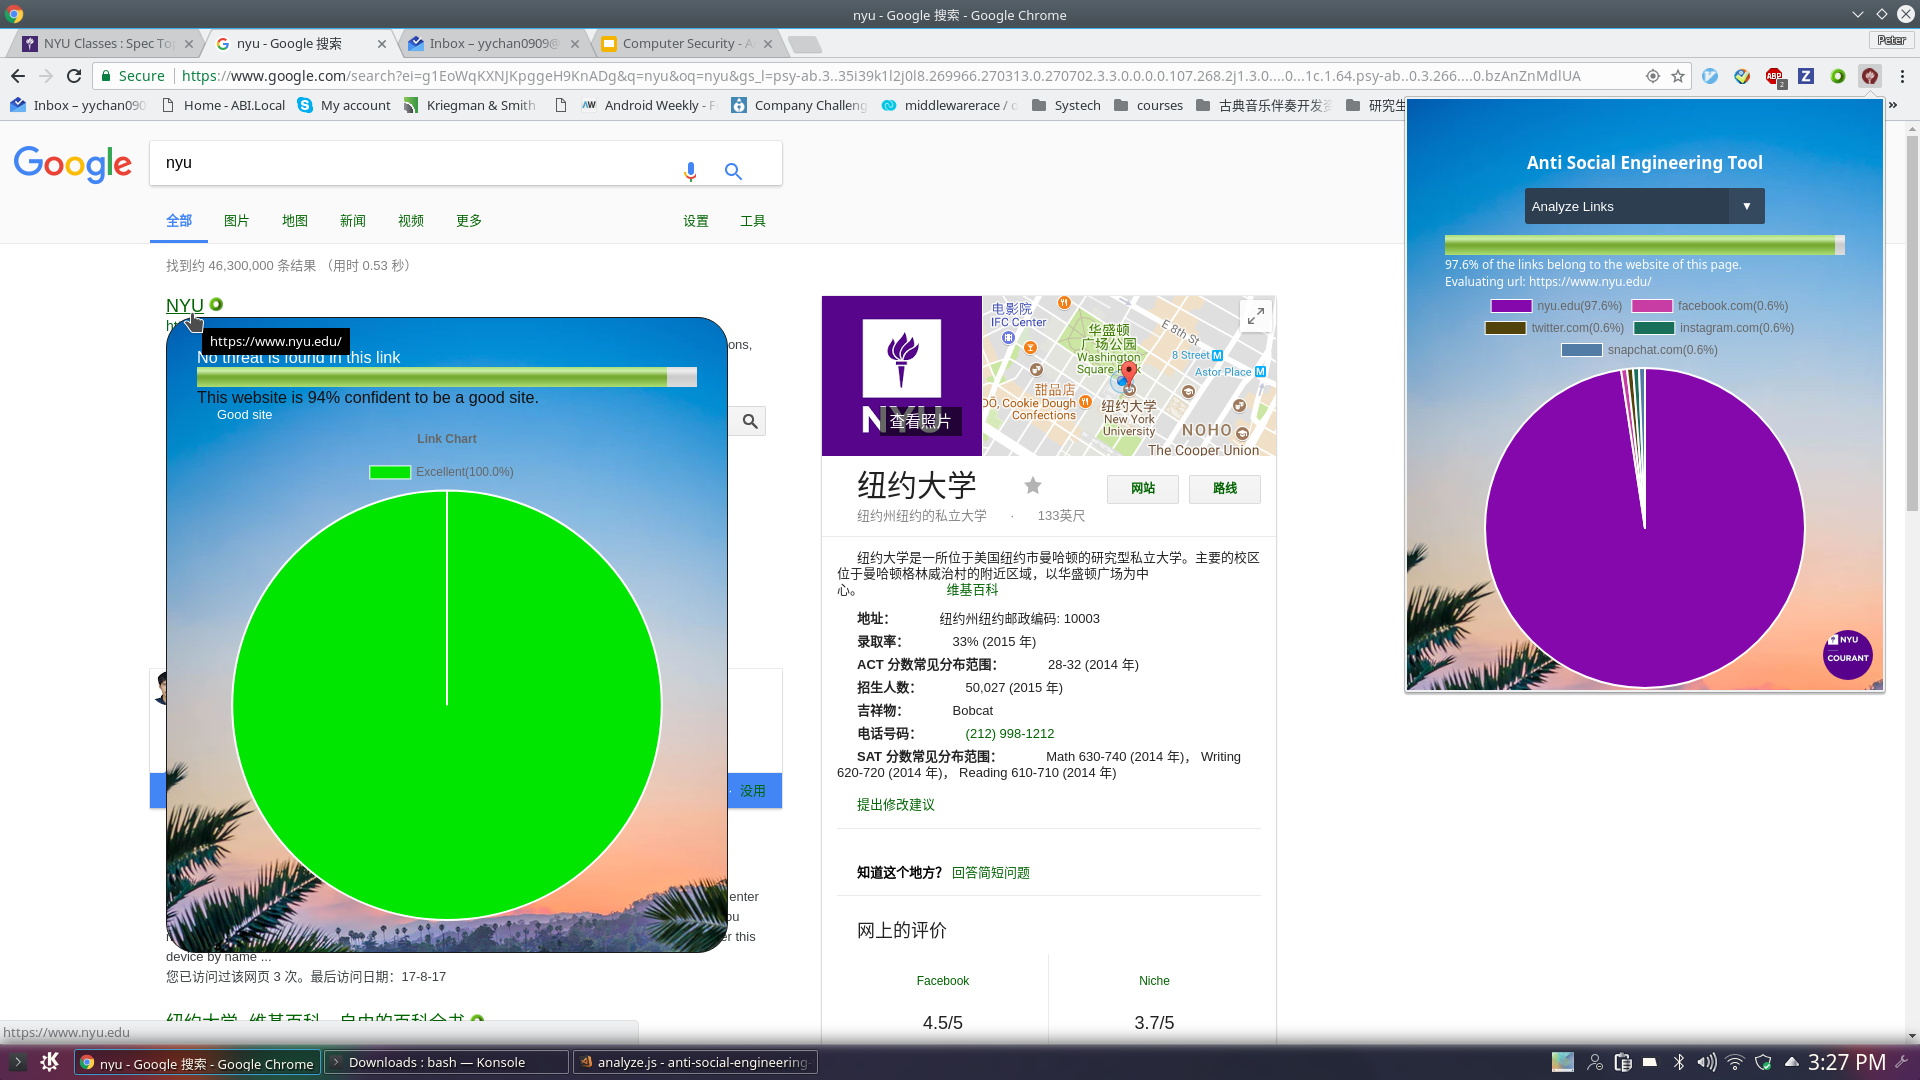 nyu - Google 搜索 - Google Chrome
NYU Classes : Spec Top
nyu - Google 搜索
Inbox – yychan0909@
Computer Security - A
Peter
Secure
https://www.google.com/search?ei=g1EoWqKXNJKpggeH9KnADg&q=nyu&oq=nyu&gs_l=psy-ab.3..35i39k1l2j0l8.269966.270313.0.270702.3.3.0.0.0.0.107.268.2j1.3.0....0...1c.1.64.psy-ab..0.3.266....0.bzAnZnMdlUA
ABP
2
Z
Inbox – yychan090
Home - ABI.Local
My account
Kriegman & Smith
AW
Android Weekly - F
Company Challeng
middlewarerace / o
Systech
courses
古典音乐伴奏开发资
研究生
»
Google
nyu
全部
图片
地图
新闻
视频
更多
设置
工具
找到约 46,300,000 条结果 （用时 0.53 秒）
NYU
https://www.nyu.edu/
No threat is found in this link
This website is 94% confident to be a good site.
Good site
Link Chart
Excellent(100.0%)
ons,
没用
enter
ou
er this
device by name ...
您已访问过该网页 3 次。最后访问日期：17-8-17
纽约大学 - 维基百科，自由的百科全书
https://www.nyu.edu
NYU
查看照片
电影院
IFC Center
华盛顿
广场公园
Washington
Square Park
E 8th St
8 Street
Astor Place
甜品店
DŌ, Cookie Dough
Confections
纽约大学
New York
University
NOHO
The Cooper Union
纽约大学
网站
路线
纽约州纽约的私立大学 · 133英尺
纽约大学是一所位于美国纽约市曼哈顿的研究型私立大学。主要的校区
位于曼哈顿格林威治村的附近区域，以华盛顿广场为中
心。 维基百科
地址： 纽约州纽约邮政编码: 10003
录取率： 33% (2015 年)
ACT 分数常见分布范围： 28-32 (2014 年)
招生人数： 50,027 (2015 年)
吉祥物： Bobcat
电话号码： (212) 998-1212
SAT 分数常见分布范围： Math 630-740 (2014 年)， Writing
620-720 (2014 年)， Reading 610-710 (2014 年)
提出修改建议
知道这个地方？ 回答简短问题
网上的评价
Facebook
Niche
4.5/5
3.7/5
Anti Social Engineering Tool
Analyze Links
97.6% of the links belong to the website of this page.
Evaluating url: https://www.nyu.edu/
nyu.edu(97.6%)
facebook.com(0.6%)
twitter.com(0.6%)
instagram.com(0.6%)
snapchat.com(0.6%)
NYU
COURANT
nyu - Google 搜索 - Google Chrome
Downloads : bash — Konsole
analyze.js - anti-social-engineering-
3:27 PM